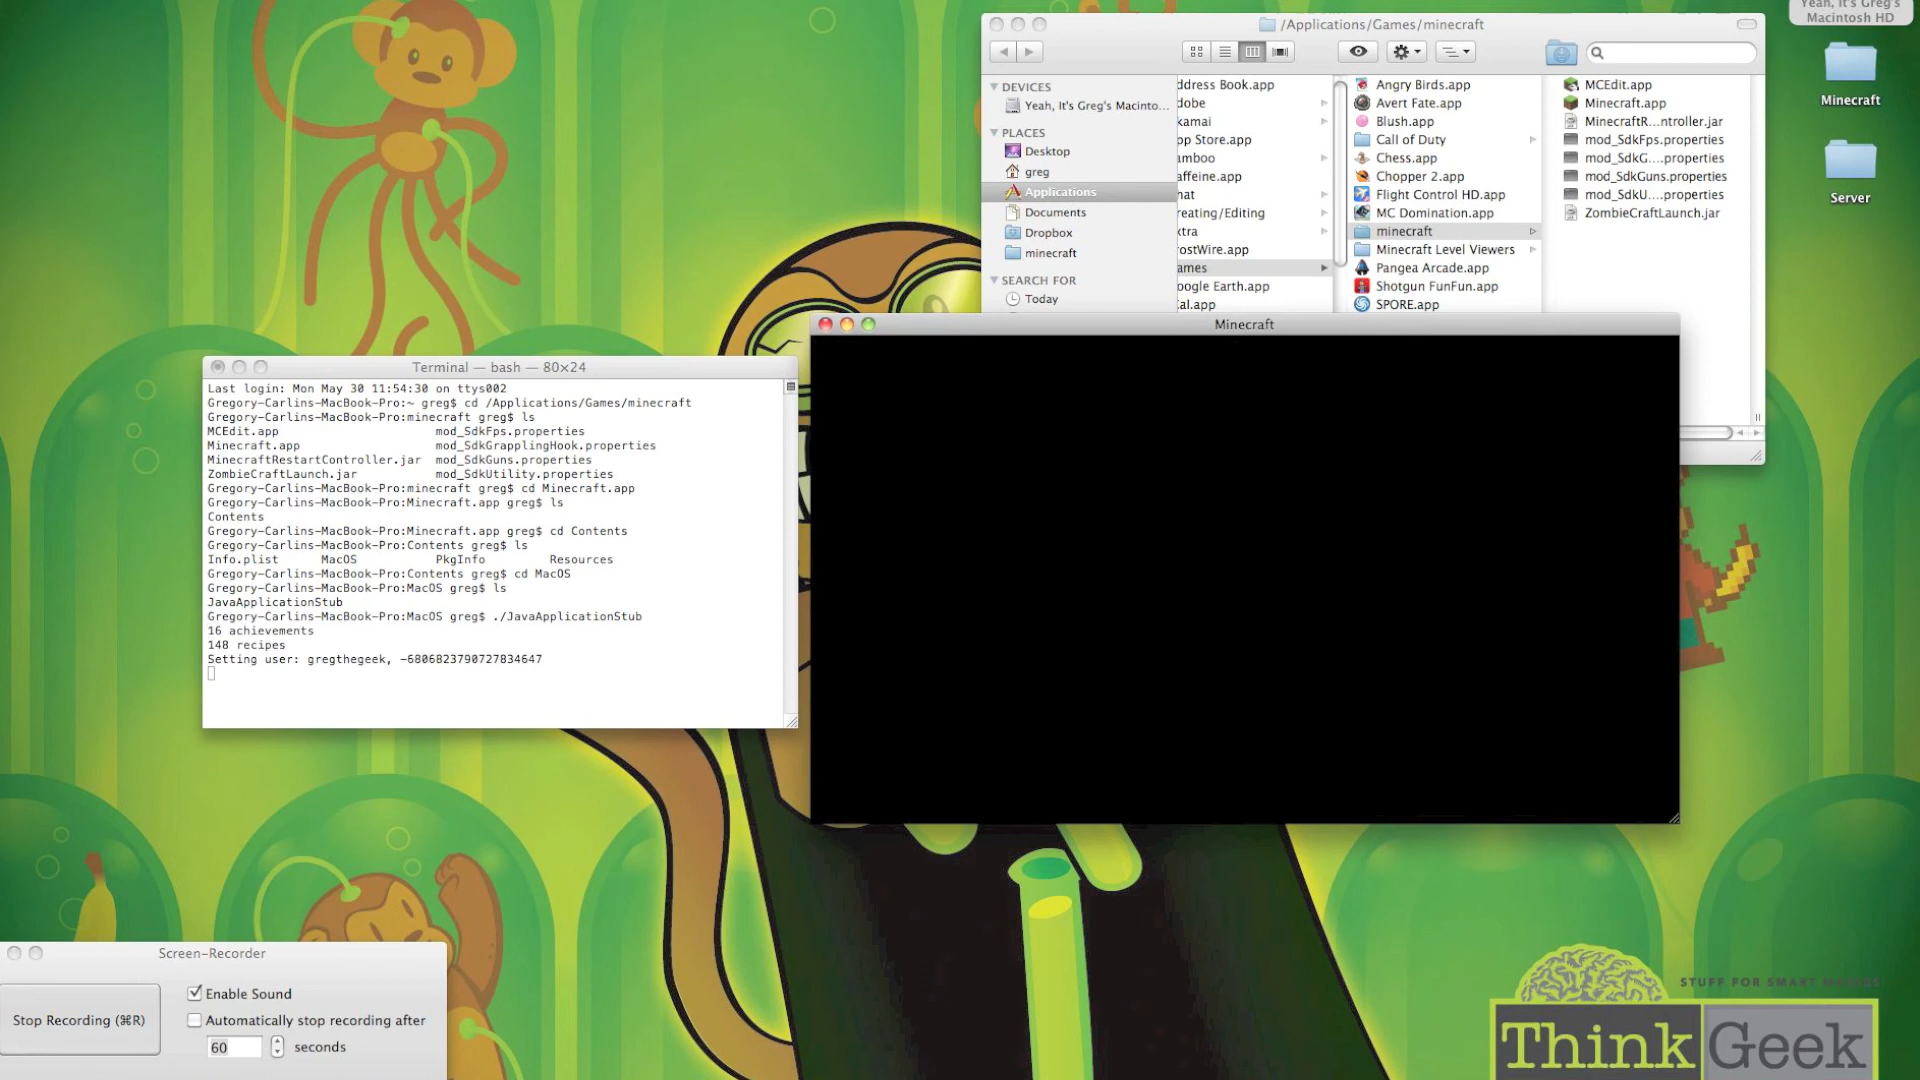 Yeah, It's Greg's
Macintosh HD
Minecraft
Server
/Applications/Games/minecraft
DEVICES
Yeah, It's Greg's Macinto...
PLACES
Desktop
greg
Applications
Documents
Dropbox
minecraft
SEARCH FOR
Today
ddress Book.app
dobe
kamai
pp Store.app
amboo
affeine.app
nat
reating/Editing
xtra
rostWire.app
ames
oogle Earth.app
Cal.app
Angry Birds.app
Avert Fate.app
Blush.app
Call of Duty
Chess.app
Chopper 2.app
Flight Control HD.app
MC Domination.app
minecraft
Minecraft Level Viewers
Pangea Arcade.app
Shotgun FunFun.app
SPORE.app
MCEdit.app
Minecraft.app
MinecraftR...ntroller.jar
mod_SdkFps.properties
mod_SdkG....properties
mod_SdkGuns.properties
mod_SdkU....properties
ZombieCraftLaunch.jar
Minecraft
Terminal — bash — 80×24
Last login: Mon May 30 11:54:30 on ttys002
Gregory-Carlins-MacBook-Pro:~ greg$ cd /Applications/Games/minecraft
Gregory-Carlins-MacBook-Pro:minecraft greg$ ls
MCEdit.app mod_SdkFps.properties
Minecraft.app mod_SdkGrapplingHook.properties
MinecraftRestartController.jar mod_SdkGuns.properties
ZombieCraftLaunch.jar mod_SdkUtility.properties
Gregory-Carlins-MacBook-Pro:minecraft greg$ cd Minecraft.app
Gregory-Carlins-MacBook-Pro:Minecraft.app greg$ ls
Contents
Gregory-Carlins-MacBook-Pro:Minecraft.app greg$ cd Contents
Gregory-Carlins-MacBook-Pro:Contents greg$ ls
Info.plist MacOS PkgInfo Resources
Gregory-Carlins-MacBook-Pro:Contents greg$ cd MacOS
Gregory-Carlins-MacBook-Pro:MacOS greg$ ls
JavaApplicationStub
Gregory-Carlins-MacBook-Pro:MacOS greg$ ./JavaApplicationStub
16 achievements
148 recipes
Setting user: gregthegeek, -6806823790727834647
Screen-Recorder
Stop Recording (⌘R)
Enable Sound
Automatically stop recording after
60 seconds
STUFF FOR SMART MASSES
ThinkGeek